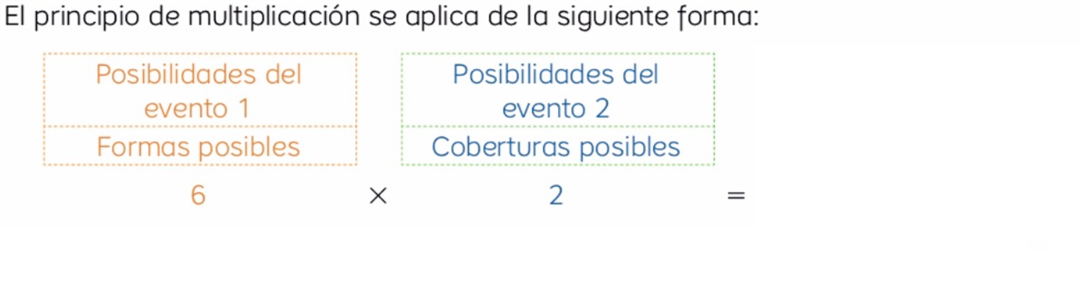 El principio de multiplicación se aplica de la siguiente forma:
Posibilidades del
evento 1
Formas posibles
Posibilidades del
evento 2
Coberturas posibles
6 × 2 =